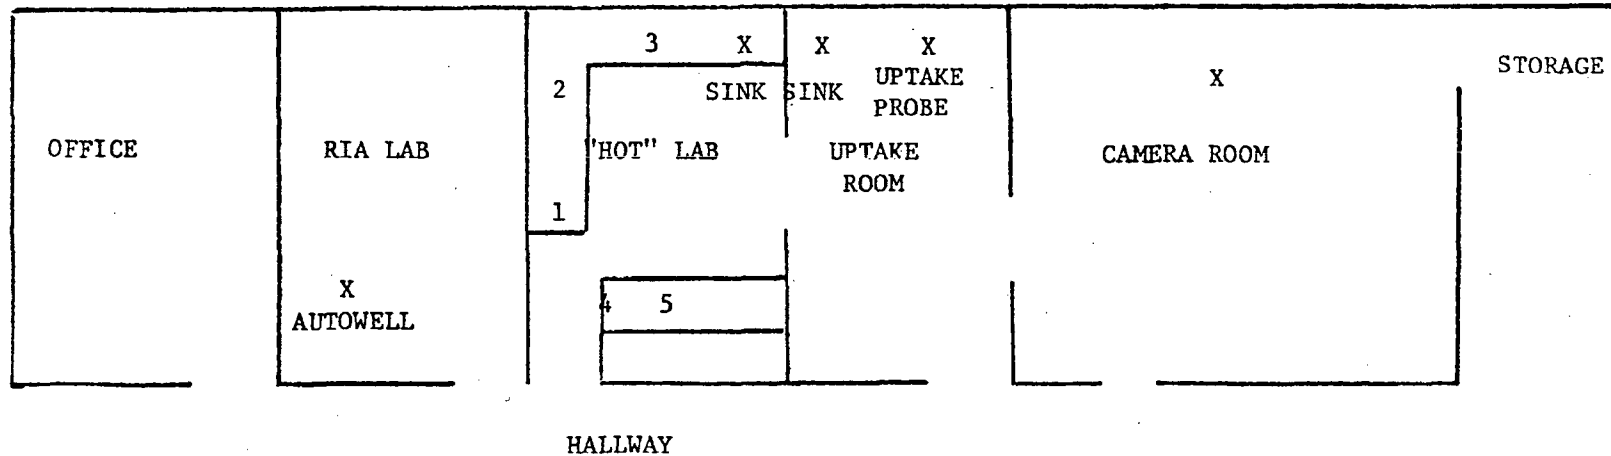 3 X X X
STORAGE
2 SINK SINK UPTAKE X
PROBE
OFFICE RIA LAB "HOT" LAB UPTAKE CAMERA ROOM
ROOM
1
X
4 5
AUTOWELL
HALLWAY